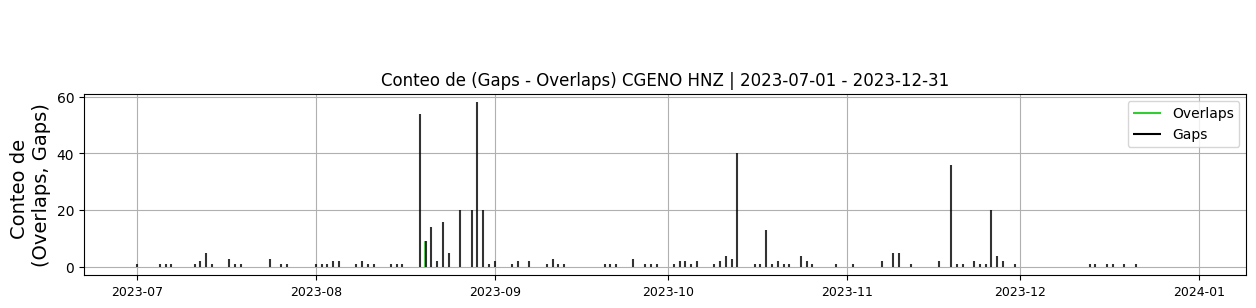 Conteo de (Gaps - Overlaps) CGENO HNZ | 2023-07-01 - 2023-12-31
Conteo de
(Overlaps, Gaps)
60
40
20
0
Overlaps
Gaps
2023-07
2023-08
2023-09
2023-10
2023-11
2023-12
2024-01